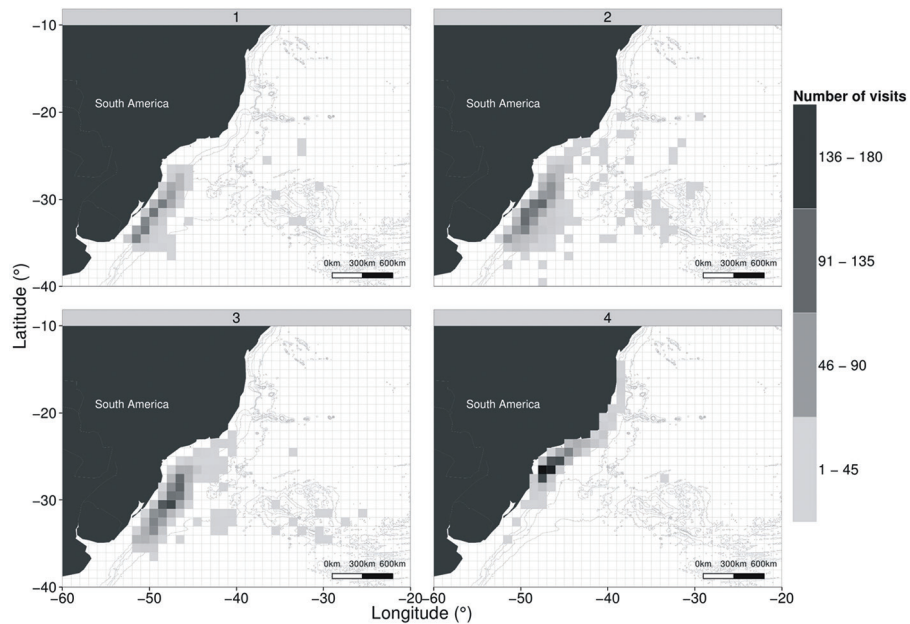 1
2
Latitude (°)
−10
−20
−30
−40
South America
0km 300km 600km
South America
0km 300km 600km
Number of visits
136 − 180
91 − 135
46 − 90
1 − 45
3
4
−10
−20
−30
−40
South America
0km 300km 600km
South America
0km 300km 600km
−60
−50
−40
−30
−20
−60
−50
−40
−30
−20
Longitude (°)